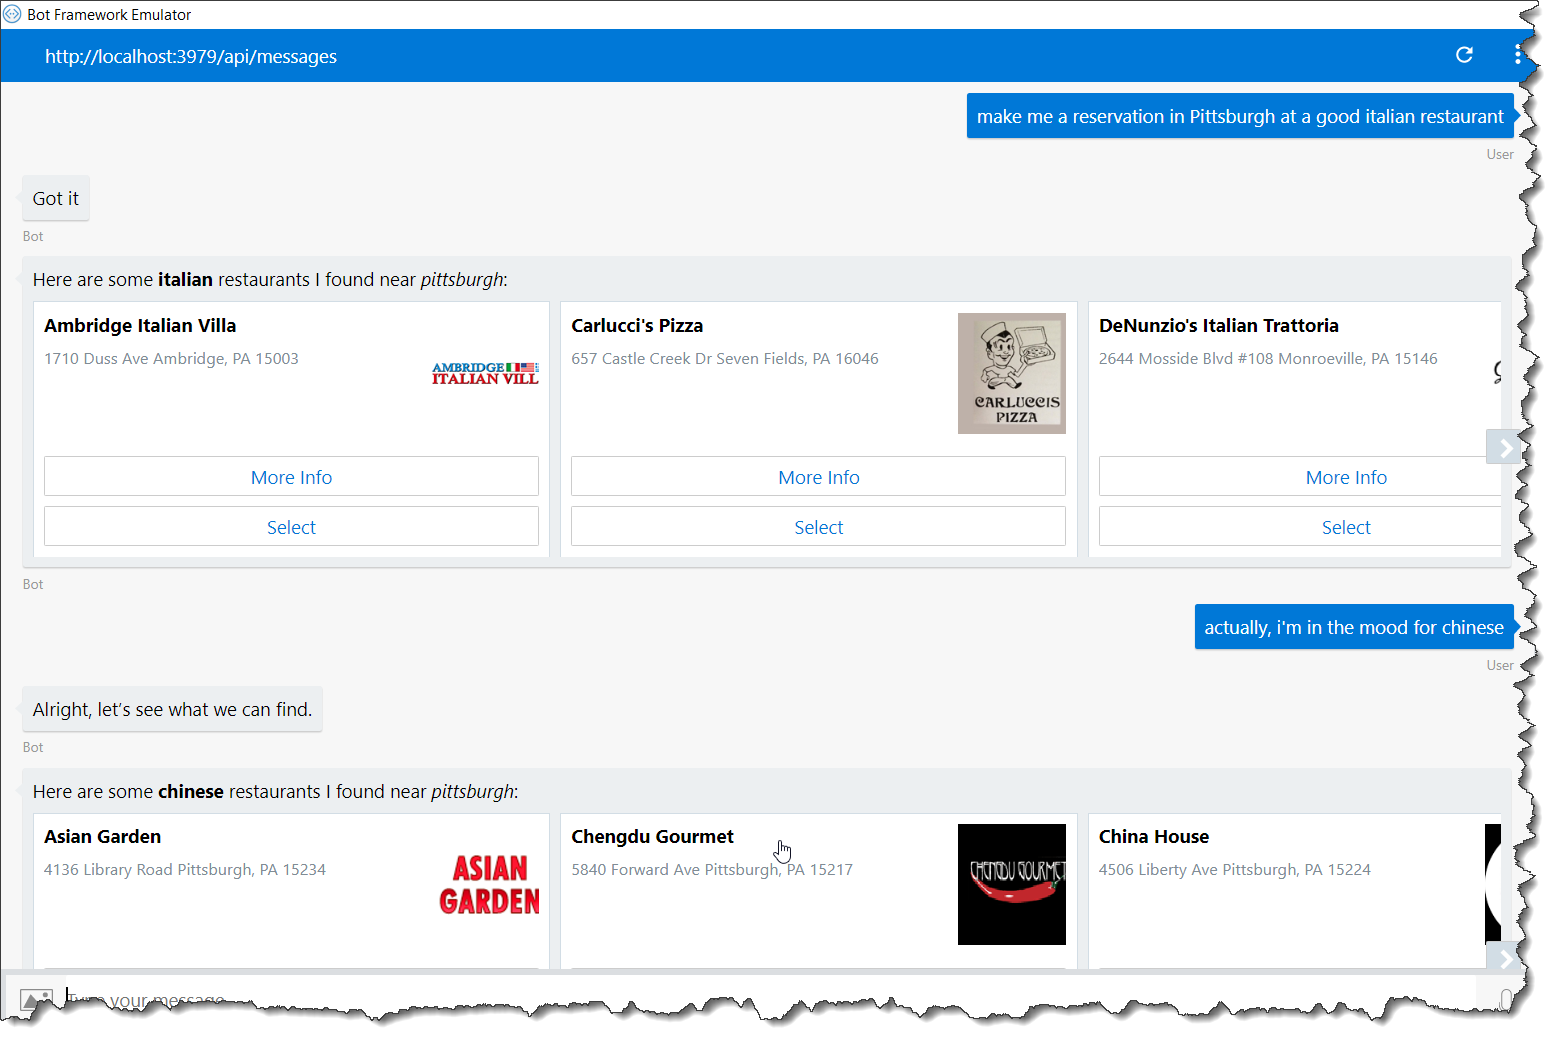 Bot Framework Emulator
http://localhost:3979/api/messages
make me a reservation in Pittsburgh at a good italian restaurant
User
Got it
Bot
Here are some italian restaurants I found near pittsburgh:
Ambridge Italian Villa
1710 Duss Ave Ambridge, PA 15003
AMBRIDGE
ITALIAN VILL
More Info
Select
Carlucci's Pizza
657 Castle Creek Dr Seven Fields, PA 16046
CARLUCCIS
PIZZA
More Info
Select
DeNunzio's Italian Trattoria
2644 Mosside Blvd #108 Monroeville, PA 15146
More Info
Select
Bot
actually, i'm in the mood for chinese
User
Alright, let's see what we can find.
Bot
Here are some chinese restaurants I found near pittsburgh:
Asian Garden
4136 Library Road Pittsburgh, PA 15234
ASIAN
GARDEN
Chengdu Gourmet
5840 Forward Ave Pittsburgh, PA 15217
CHENGDU GOURMET
China House
4506 Liberty Ave Pittsburgh, PA 15224
Type your message